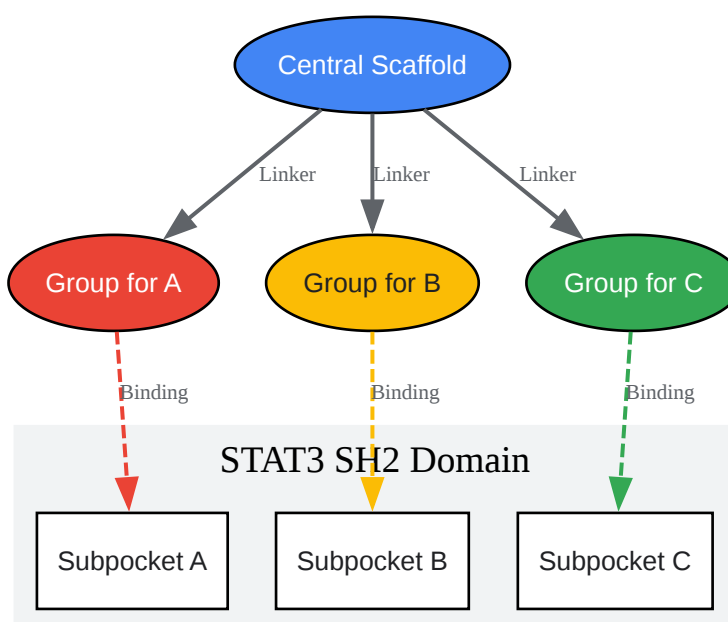 Central Scaffold
Linker
Linker
Linker
Group for A
Group for B
Group for C
Binding
Binding
Binding
STAT3 SH2 Domain
Subpocket A
Subpocket B
Subpocket C